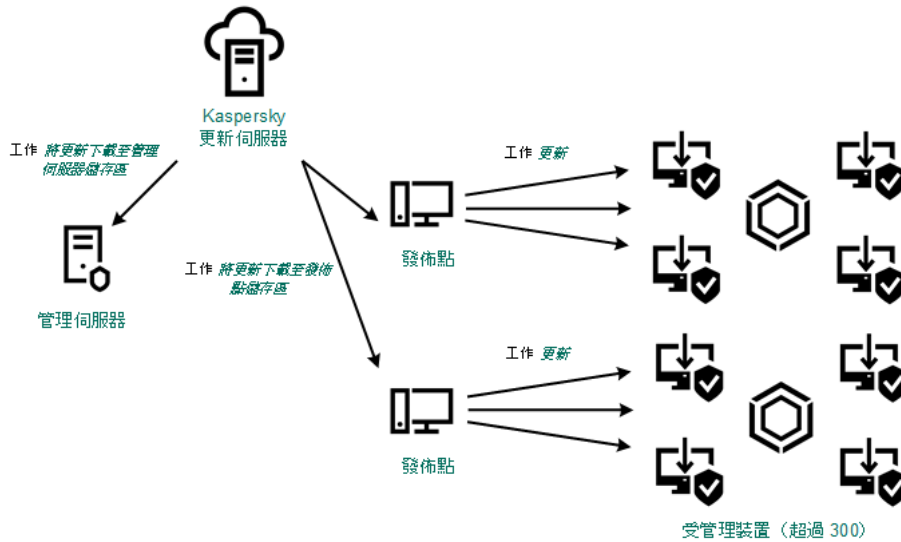 Kaspersky
更新伺服器
工作 將更新下載至管理
伺服器儲存區
工作 更新
發佈點
工作 將更新下載至發佈
點儲存區
管理伺服器
工作 更新
發佈點
受管理裝置（超過 300）